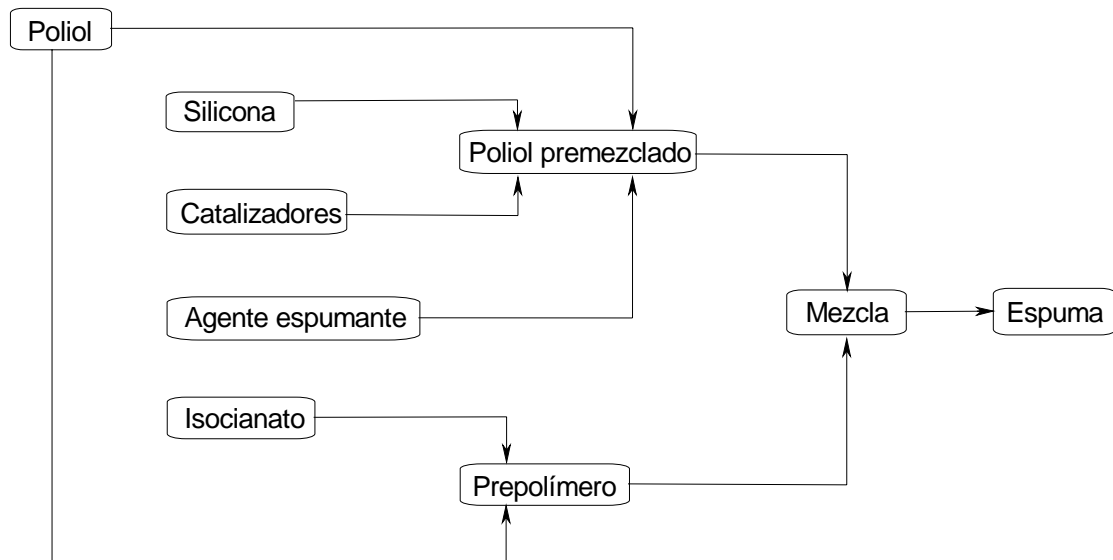 Poliol
Silicona
Poliol premezclado
Catalizadores
Agente espumante
Mezcla
Espuma
Isocianato
Prepolímero